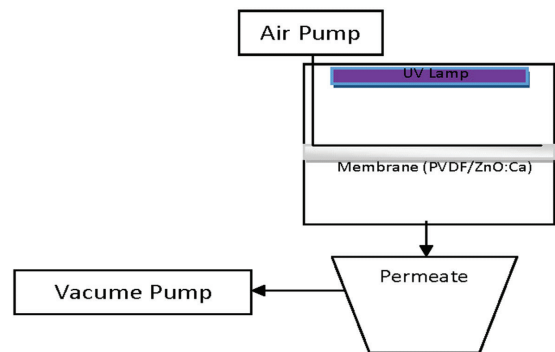 Air Pump
UV Lamp
Membrane (PVDF/ZnO:Ca)
Permeate
Vacume Pump